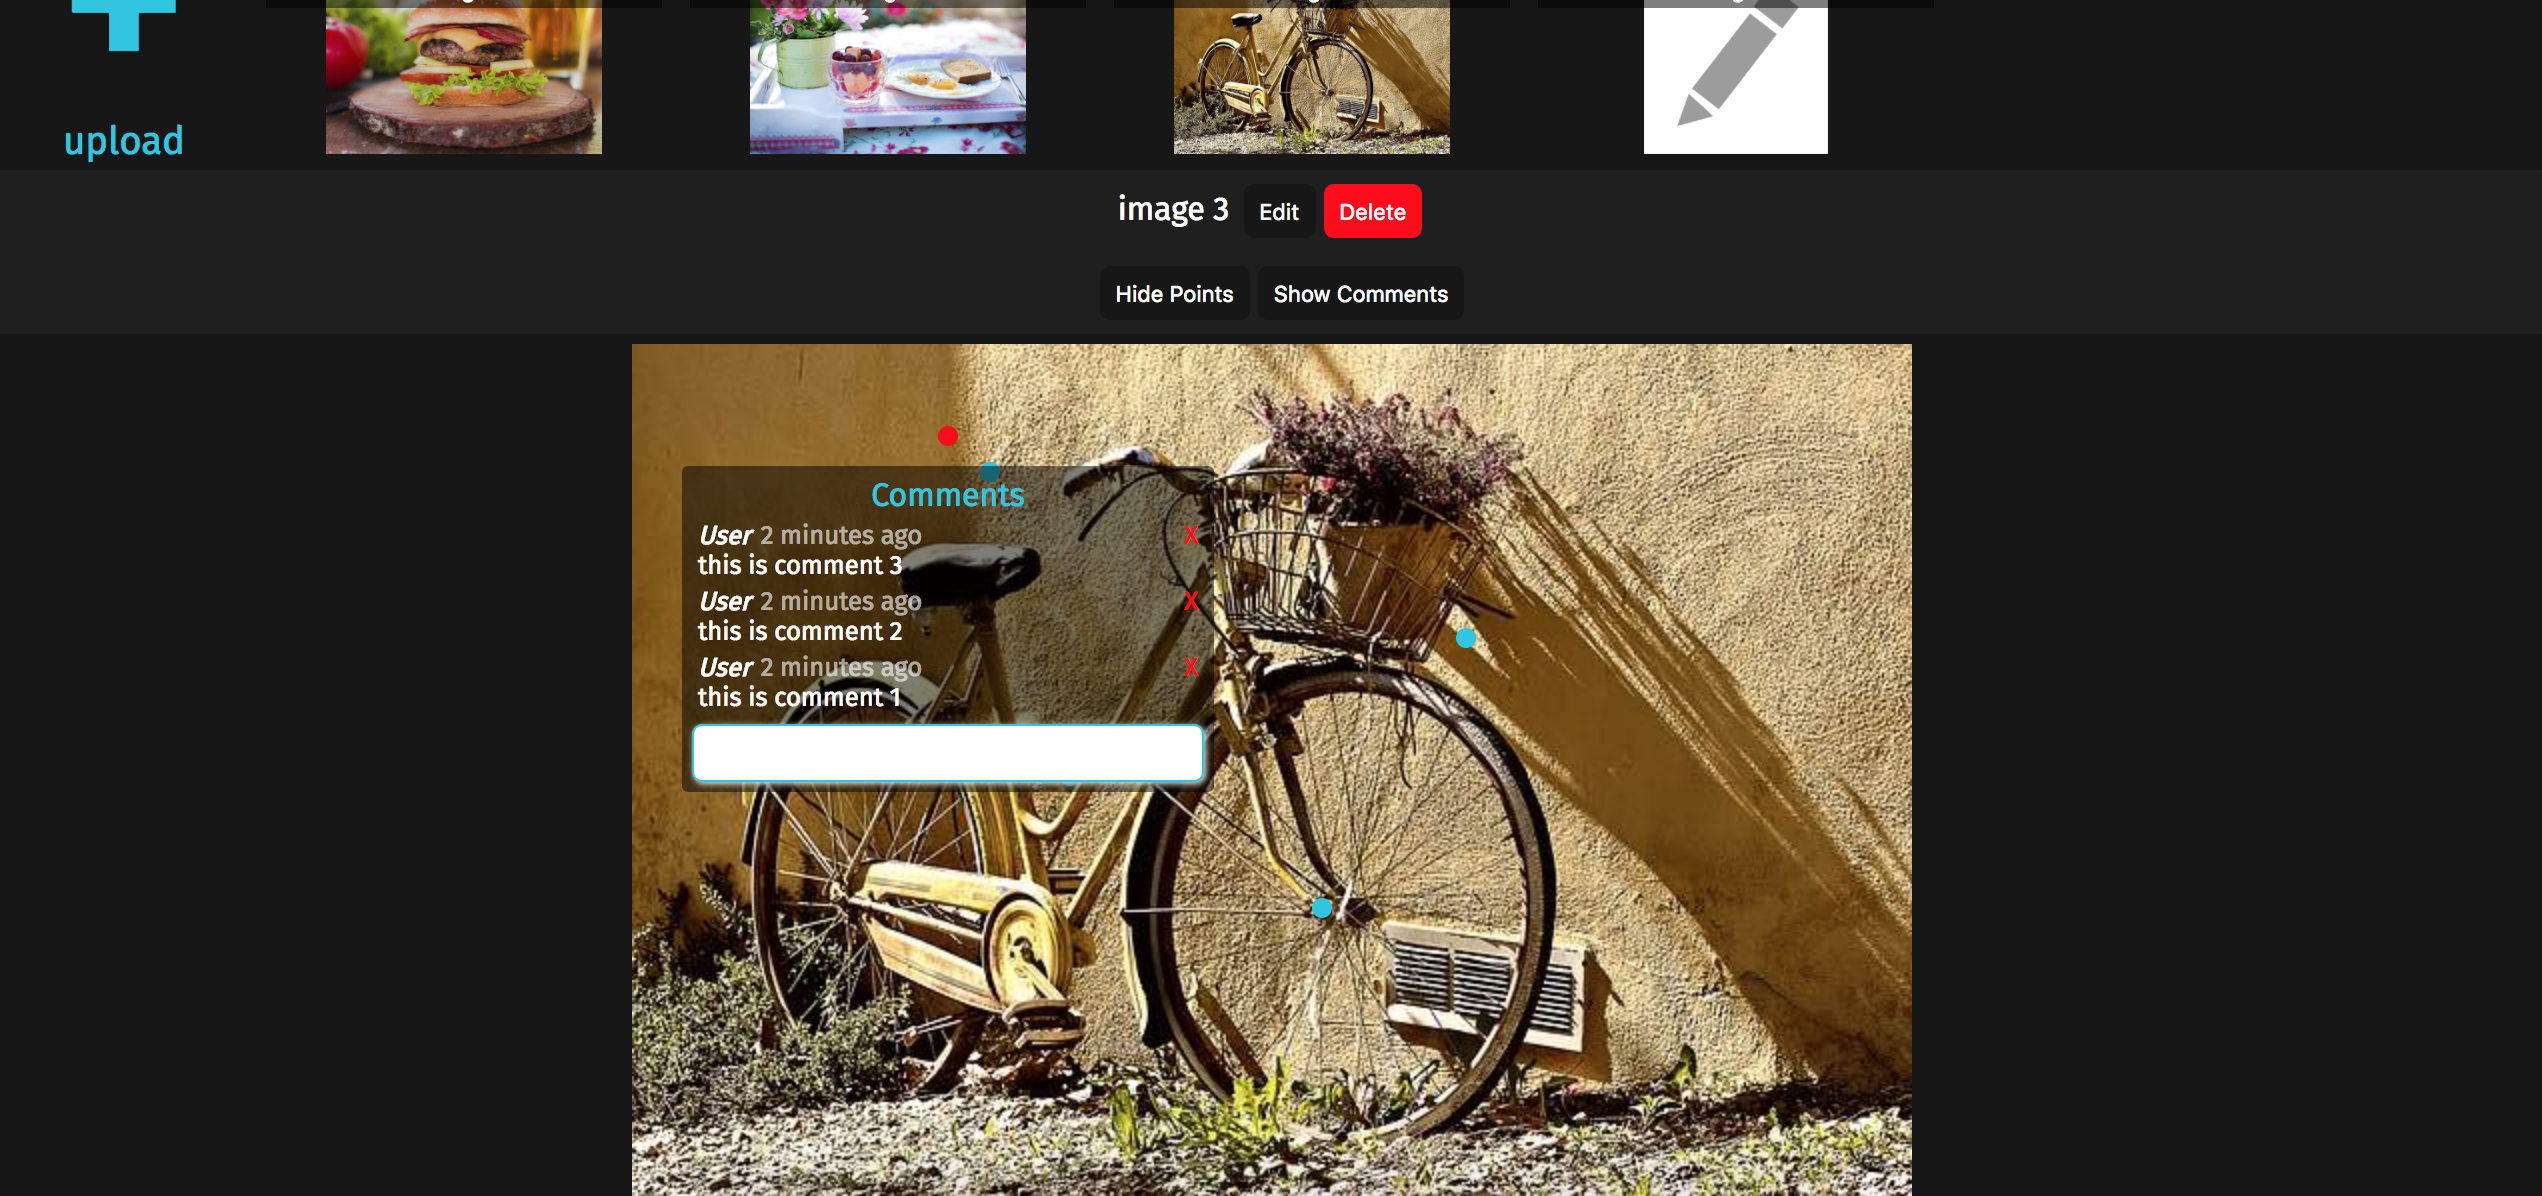 upload
image 3 Edit Delete
Hide Points Show Comments
Comments
User 2 minutes ago X
this is comment 3
User 2 minutes ago X
this is comment 2
User 2 minutes ago X
this is comment 1